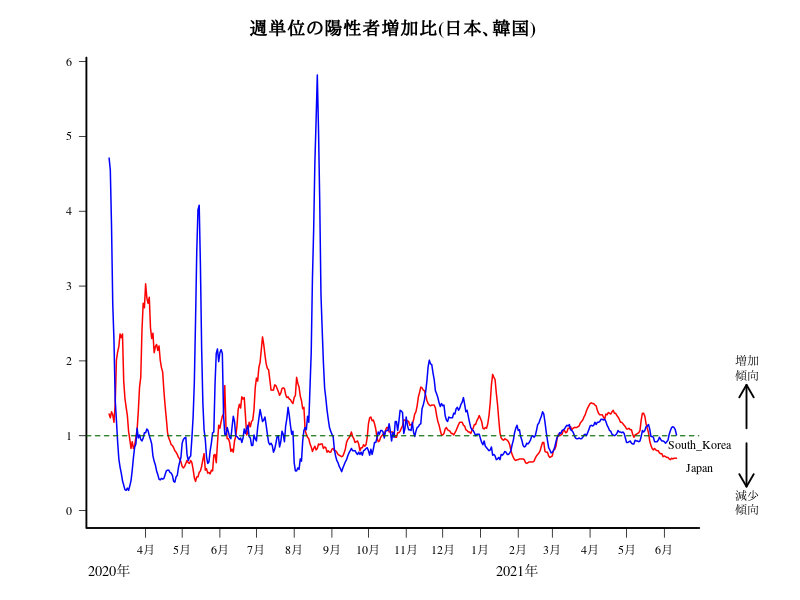 週単位の陽性者増加比(日本、韓国)
6
5
4
3
2
1
0
増加
傾向
South_Korea
Japan
減少
傾向
4月 5月 6月 7月 8月 9月 10月 11月 12月 1月 2月 3月 4月 5月 6月
2020年 2021年